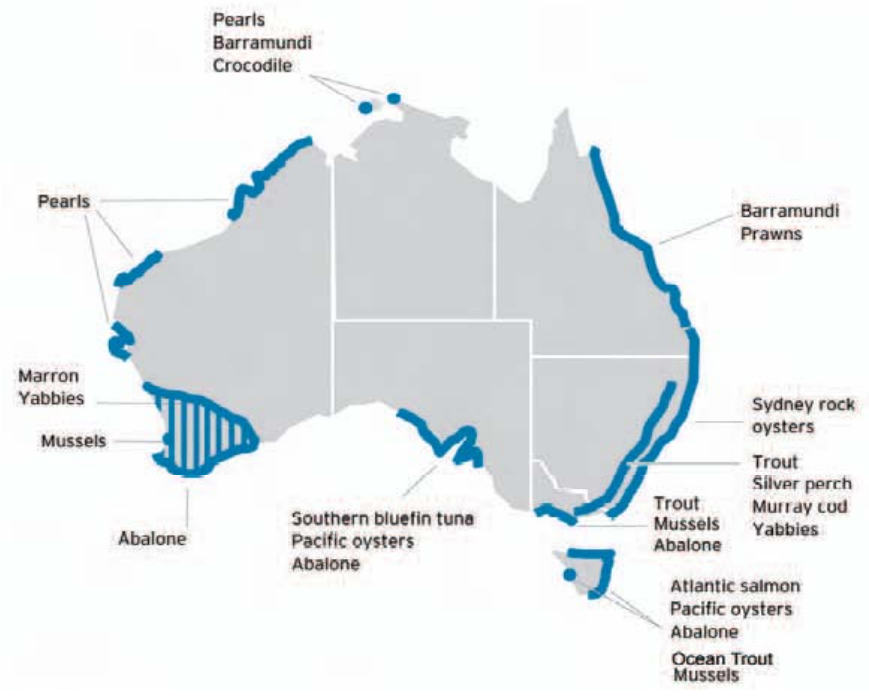 Pearls
Barramundi
Crocodile
Pearls
Barramundi
Prawns
Marron
Yabbies
Mussels
Abalone
Southern bluefin tuna
Pacific oysters
Abalone
Sydney rock
oysters
Trout
Silver perch
Murray cod
Yabbies
Trout
Mussels
Abalone
Atlantic salmon
Pacific oysters
Abalone
Ocean Trout
Mussels